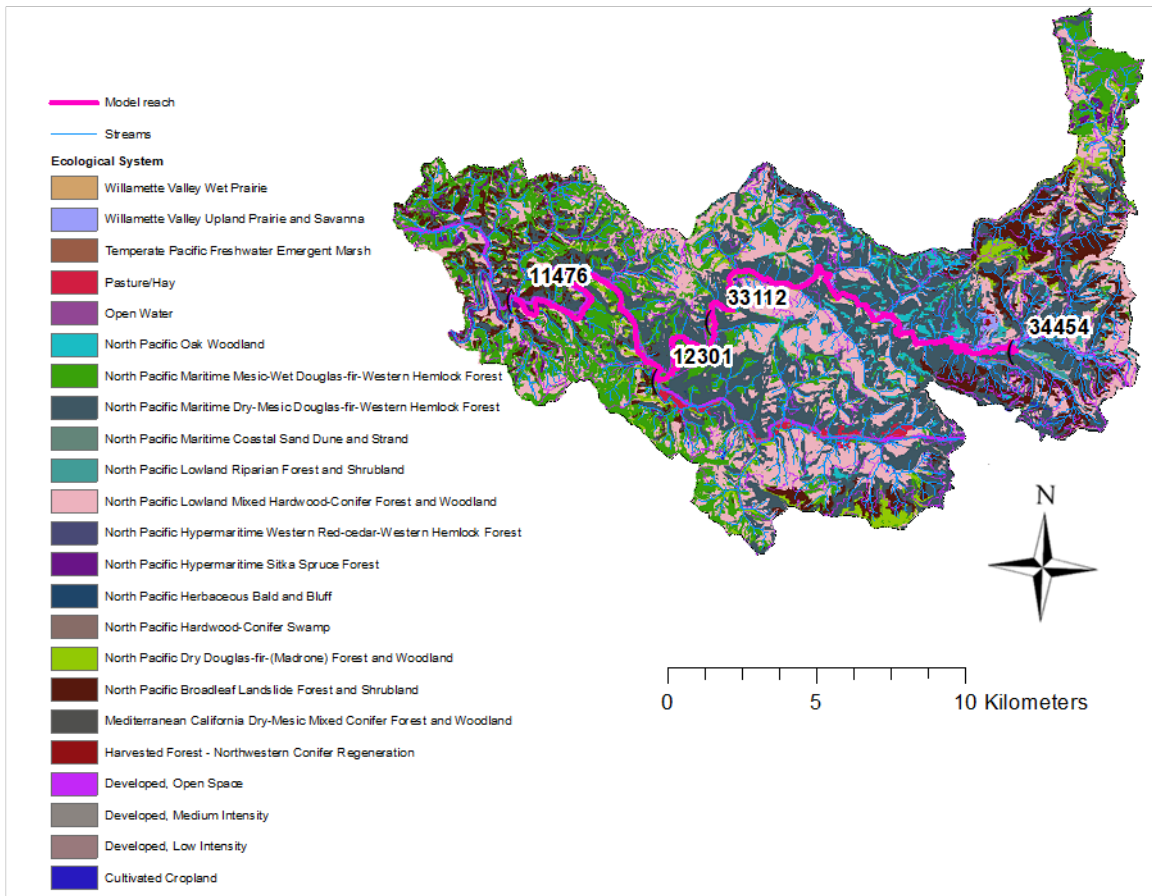 Model reach
Streams
Ecological System
Willamette Valley Wet Prairie
Willamette Valley Upland Prairie and Savanna
Temperate Pacific Freshwater Emergent Marsh
Pasture/Hay
Open Water
North Pacific Oak Woodland
North Pacific Maritime Mesic-Wet Douglas-fir-Western Hemlock Forest
North Pacific Maritime Dry-Mesic Douglas-fir-Western Hemlock Forest
North Pacific Maritime Coastal Sand Dune and Strand
North Pacific Lowland Riparian Forest and Shrubland
North Pacific Lowland Mixed Hardwood-Conifer Forest and Woodland
North Pacific Hypermaritime Western Red-cedar-Western Hemlock Forest
North Pacific Hypermaritime Sitka Spruce Forest
North Pacific Herbaceous Bald and Bluff
North Pacific Hardwood-Conifer Swamp
North Pacific Dry Douglas-fir-(Madrone) Forest and Woodland
North Pacific Broadleaf Landslide Forest and Shrubland
Mediterranean California Dry-Mesic Mixed Conifer Forest and Woodland
Harvested Forest - Northwestern Conifer Regeneration
Developed, Open Space
Developed, Medium Intensity
Developed, Low Intensity
Cultivated Cropland
11476
33112
12301
34454
N
0 5 10 Kilometers